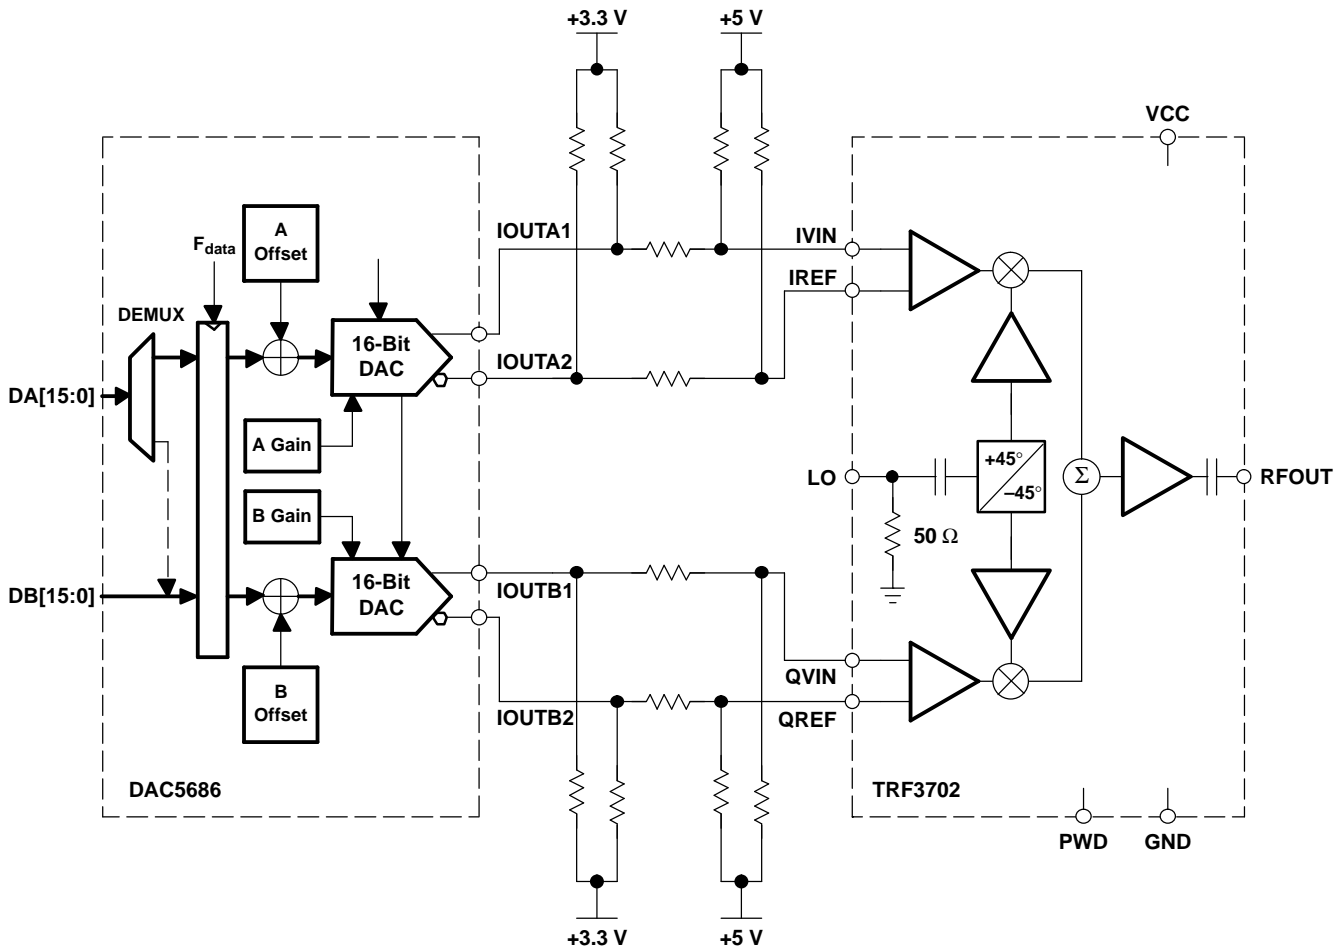 +3.3 V
+5 V
VCC
A
Offset
F_data
IOUTA1
IVIN
IREF
DEMUX
16-Bit
DAC
IOUTA2
DA[15:0]
A Gain
+45°
–45°
LO
Σ
RFOUT
B Gain
50 Ω
16-Bit
DAC
IOUTB1
DB[15:0]
QVIN
B
Offset
IOUTB2
QREF
DAC5686
TRF3702
PWD
GND
+3.3 V
+5 V